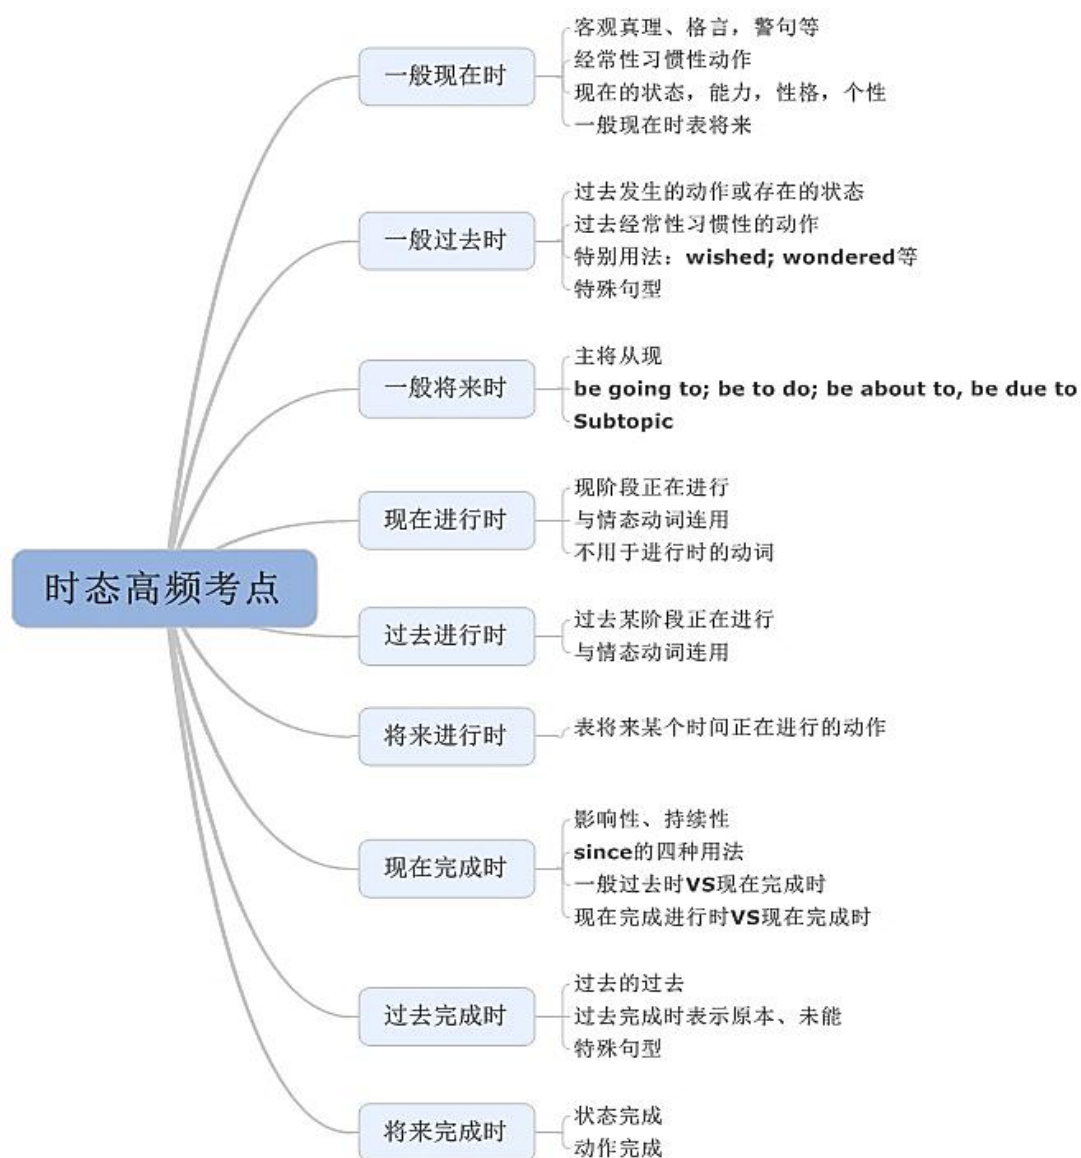 时态高频考点
一般现在时
客观真理、格言，警句等
经常性习惯性动作
现在的状态，能力，性格，个性
一般现在时表将来
一般过去时
过去发生的动作或存在的状态
过去经常性习惯性的动作
特别用法：wished; wondered等
特殊句型
一般将来时
主将从现
be going to; be to do; be about to, be due to
Subtopic
现在进行时
现阶段正在进行
与情态动词连用
不用于进行时的动词
过去进行时
过去某阶段正在进行
与情态动词连用
将来进行时
表将来某个时间正在进行的动作
现在完成时
影响性、持续性
since的四种用法
一般过去时VS现在完成时
现在完成进行时VS现在完成时
过去完成时
过去的过去
过去完成时表示原本、未能
特殊句型
将来完成时
状态完成
动作完成